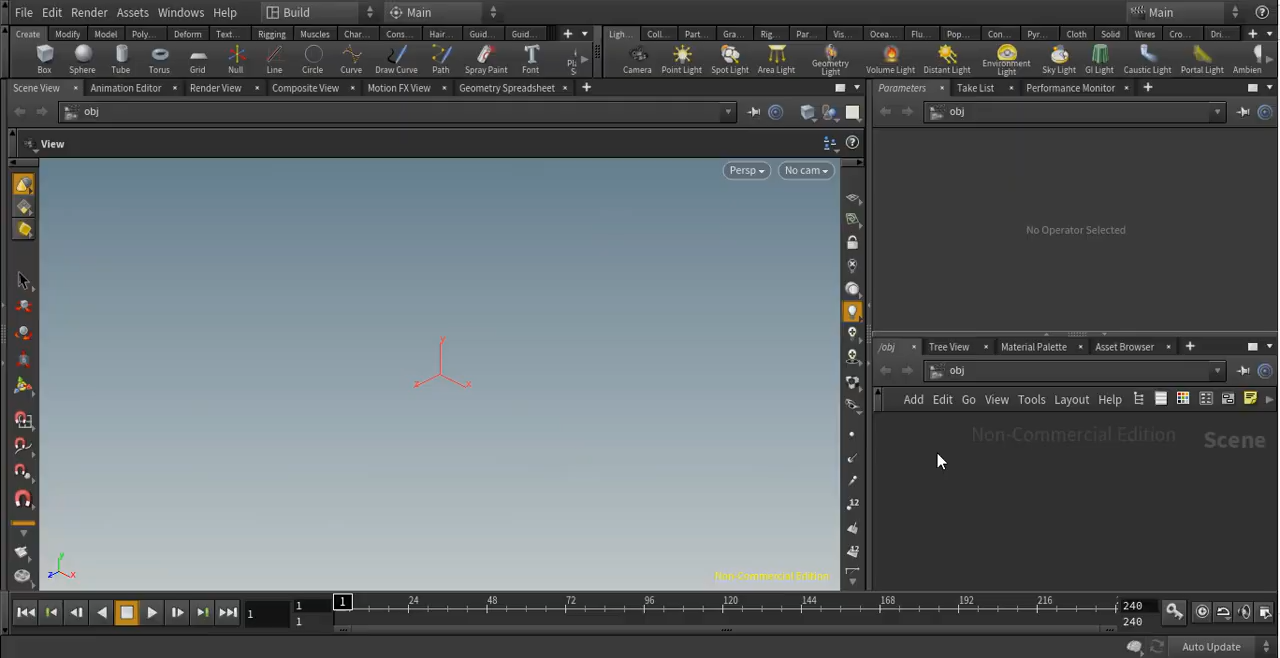 File Edit Render Assets Windows Help Build Main Main
Create Modify Model Poly... Deform Text... Rigging Muscles Char... Cons... Hair... Guid... Guid... Ligh... Coll... Part... Gra... Rig... Par... Vis... Ocea... Flu... Pop... Con... Pyr... Cloth Solid Wires Cro... Dri...
Box Sphere Tube Torus Grid Null Line Circle Curve Draw Curve Path Spray Paint Font Camera Point Light Spot Light Area Light Geometry Light Volume Light Distant Light Environment Light Sky Light GI Light Caustic Light Portal Light Ambien
Scene View Animation Editor Render View Composite View Motion FX View Geometry Spreadsheet Parameters Take List Performance Monitor
obj obj
View
Persp No cam
No Operator Selected
y
z x
/obj Tree View Material Palette Asset Browser
obj
Add Edit Go View Tools Layout Help
Non-Commercial Edition Scene
12
12
y
z x
Non-Commercial Edition
1 1 1 24 48 72 96 120 144 168 192 216 240
1 240
Auto Update